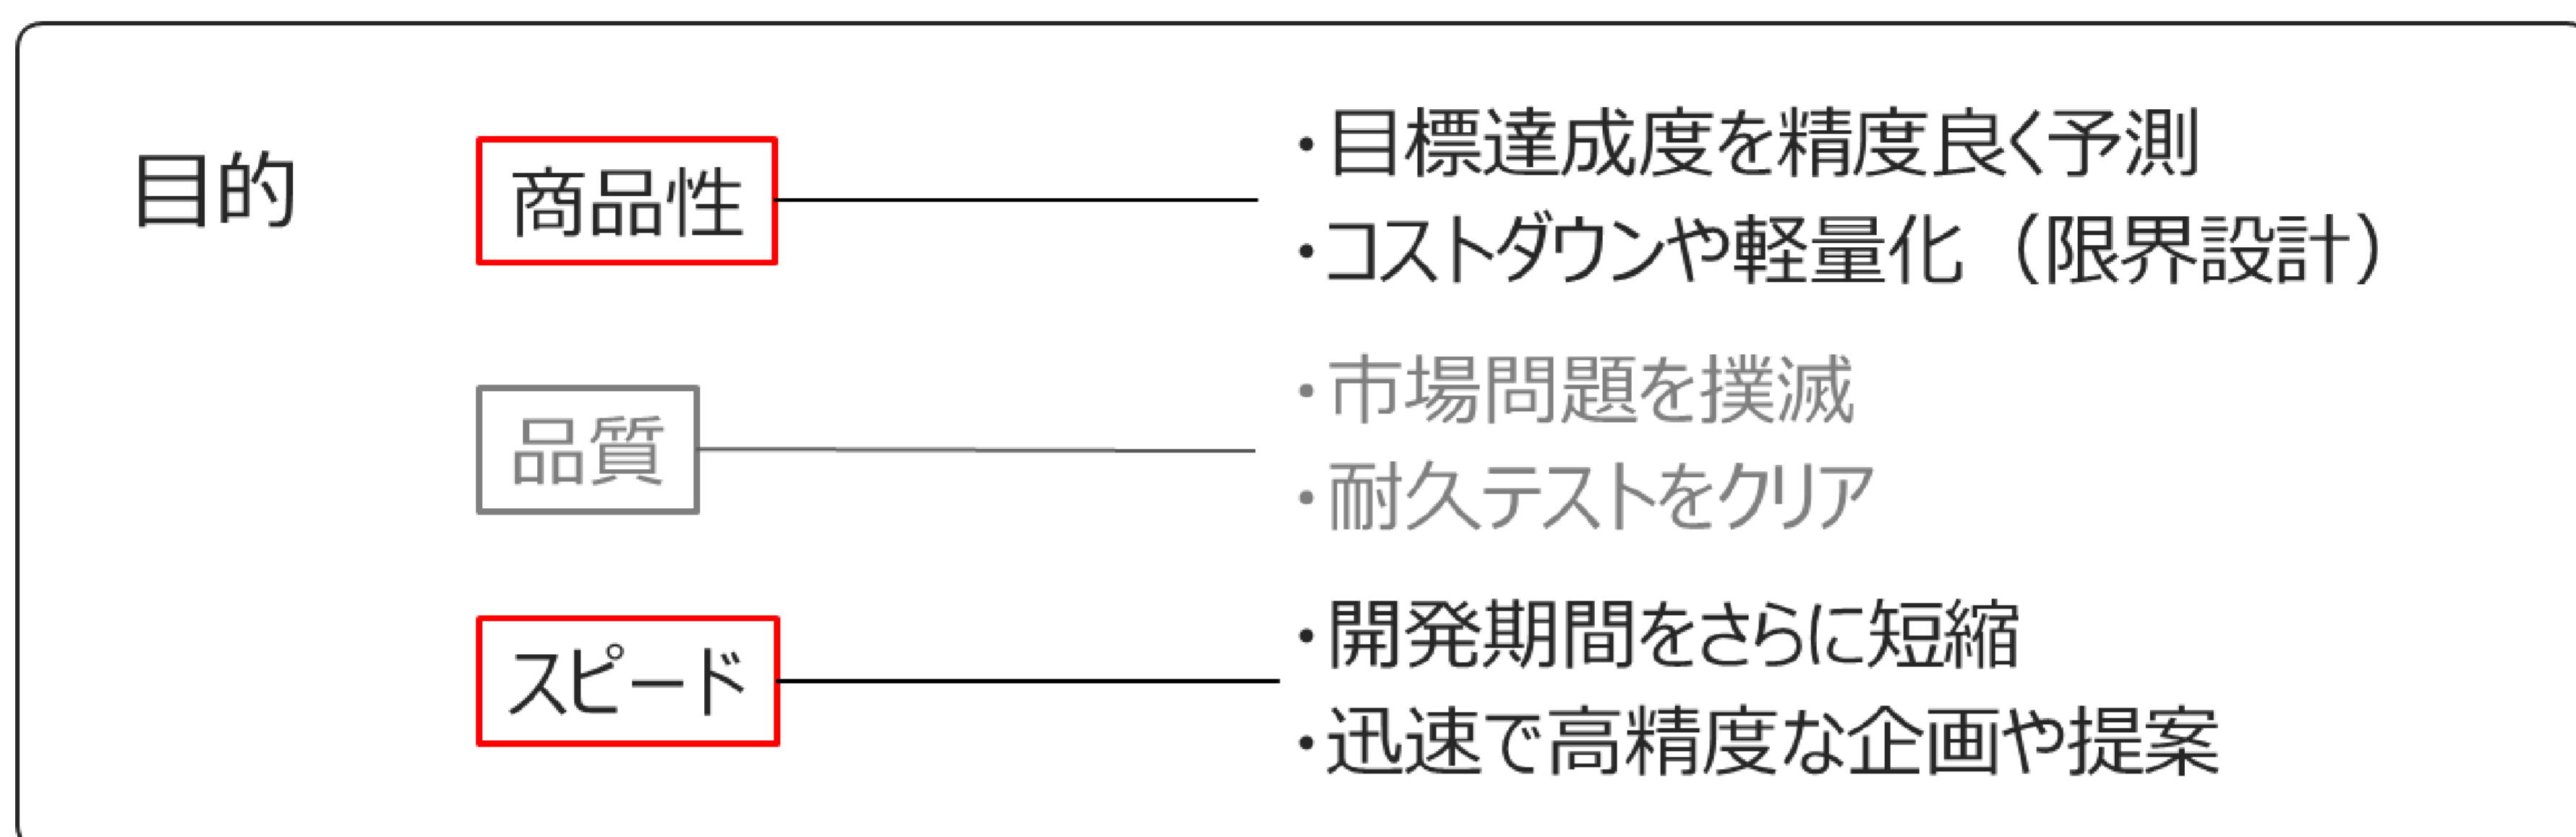 目的
商品性
・目標達成度を精度良く予測
・コストダウンや軽量化（限界設計）
品質
・市場問題を撲滅
・耐久テストをクリア
スピード
・開発期間をさらに短縮
・迅速で高精度な企画や提案